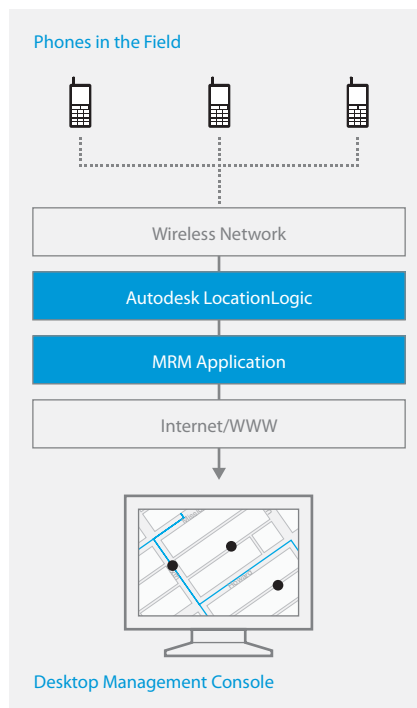 Phones in the Field
Wireless Network
Autodesk LocationLogic
MRM Application
Internet/WWW
Desktop Management Console